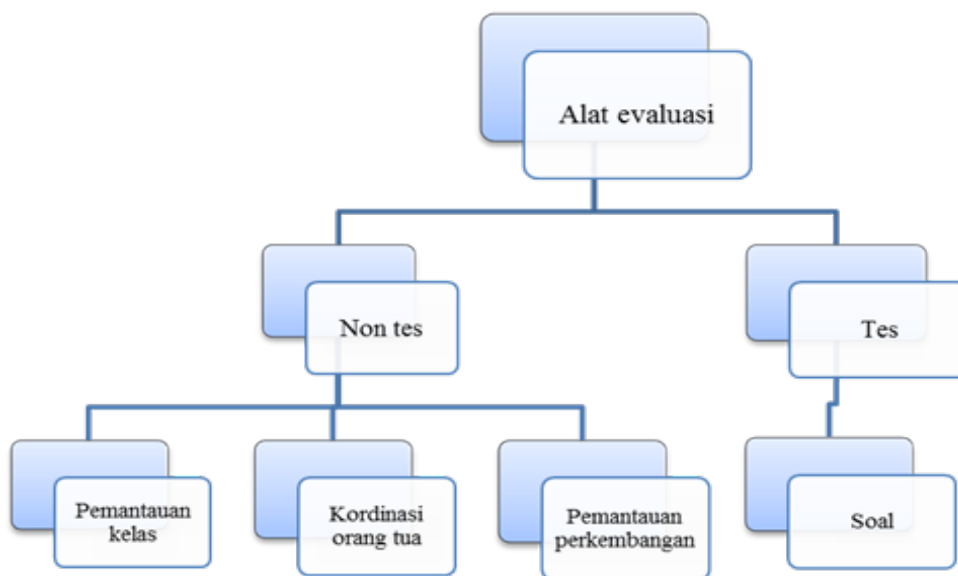 Alat evaluasi
Non tes
Tes
Pemantauan
kelas
Kordinasi
orang tua
Pemantauan
perkembangan
Soal